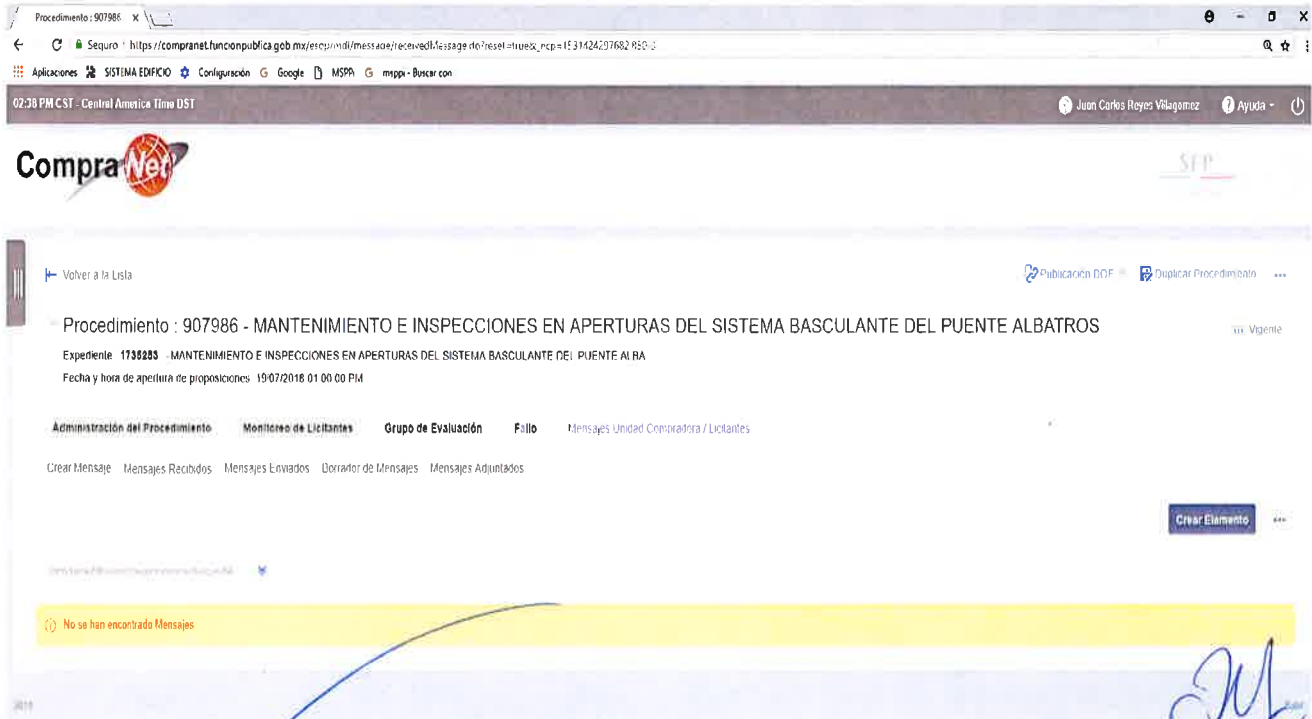 Procedimiento : 907986
Seguro
https://compranet.funcionpublica.gob.mx/esop/
Aplicaciones SISTEMA EDIFICIO Configuración Google MSPPI msppi - Buscar con
02:38 PM CST - Central America Time DST
Juan Carlos Reyes Villagomez Ayuda
CompraNet
SFP
Volver a la Lista
Publicación DOF Duplicar Procedimiento ...
Procedimiento : 907986 - MANTENIMIENTO E INSPECCIONES EN APERTURAS DEL SISTEMA BASCULANTE DEL PUENTE ALBATROS
Vigente
Expediente - MANTENIMIENTO E INSPECCIONES EN APERTURAS DEL SISTEMA BASCULANTE DEL PUENTE ALBA
Fecha y hora de apertura de proposiciones 19/07/2018 01:00:00 PM
Administración del Procedimiento Monitoreo de Licitantes Grupo de Evaluación Fallo Mensajes Unidad Compradora / Licitantes
Crear Mensaje Mensajes Recibidos Mensajes Enviados Borrador de Mensajes Mensajes Adjuntados
Crear Elemento ...
No se han encontrado Mensajes